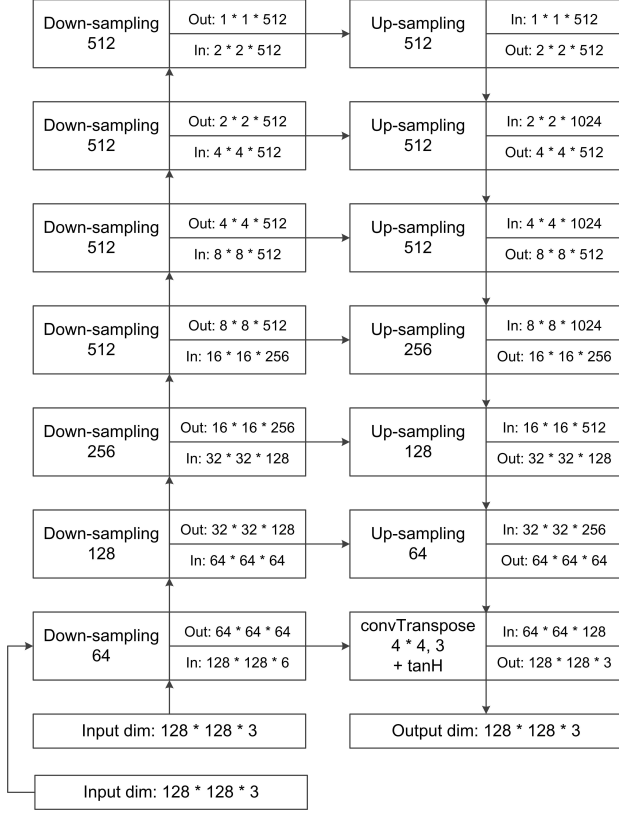 Down-sampling
512
Out: 1 * 1 * 512
In: 2 * 2 * 512
Up-sampling
512
In: 1 * 1 * 512
Out: 2 * 2 * 512
Down-sampling
512
Out: 2 * 2 * 512
In: 4 * 4 * 512
Up-sampling
512
In: 2 * 2 * 1024
Out: 4 * 4 * 512
Down-sampling
512
Out: 4 * 4 * 512
In: 8 * 8 * 512
Up-sampling
512
In: 4 * 4 * 1024
Out: 8 * 8 * 512
Down-sampling
512
Out: 8 * 8 * 512
In: 16 * 16 * 256
Up-sampling
256
In: 8 * 8 * 1024
Out: 16 * 16 * 256
Down-sampling
256
Out: 16 * 16 * 256
In: 32 * 32 * 128
Up-sampling
128
In: 16 * 16 * 512
Out: 32 * 32 * 128
Down-sampling
128
Out: 32 * 32 * 128
In: 64 * 64 * 64
Up-sampling
64
In: 32 * 32 * 256
Out: 64 * 64 * 64
Down-sampling
64
Out: 64 * 64 * 64
In: 128 * 128 * 6
convTranspose
4 * 4, 3
+ tanH
In: 64 * 64 * 128
Out: 128 * 128 * 3
Input dim: 128 * 128 * 3
Output dim: 128 * 128 * 3
Input dim: 128 * 128 * 3